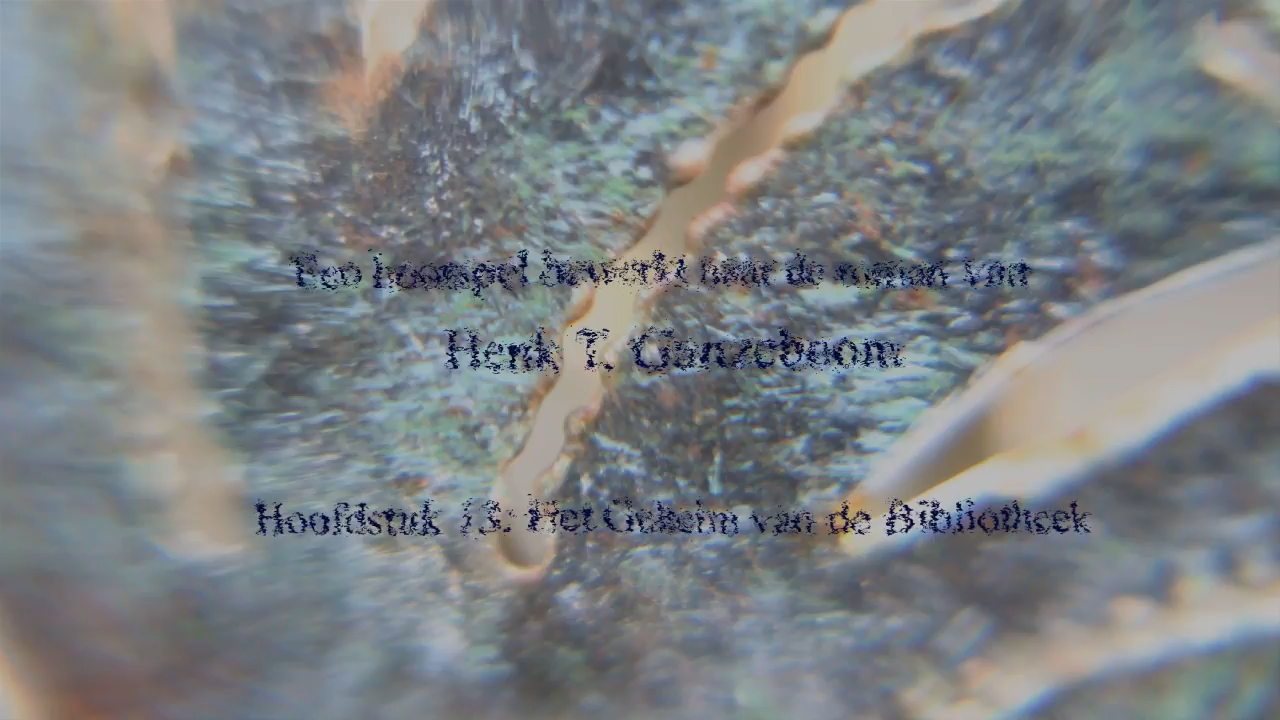 Een hoorspel bewerkt naar de roman van
Henk T. Ganzeboom
Hoofdstuk 13: Het Geheim van de Bibliotheek